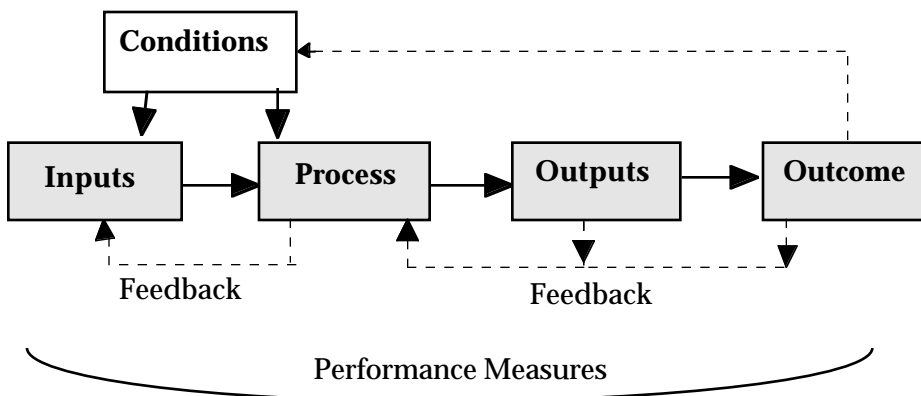 Conditions
Inputs
Process
Outputs
Outcome
Feedback
Feedback
Performance Measures